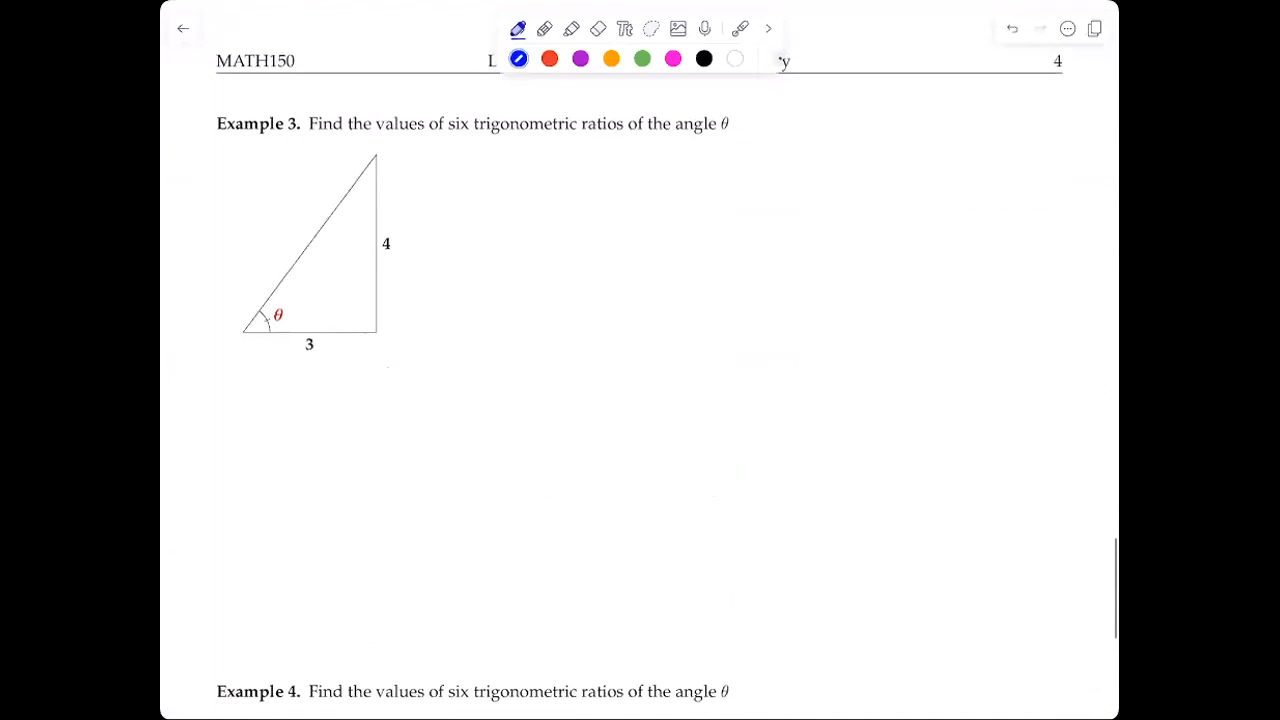 Tt
MATH150 L y 4
Example 3. Find the values of six trigonometric ratios of the angle θ
4
θ
3
Example 4. Find the values of six trigonometric ratios of the angle θ